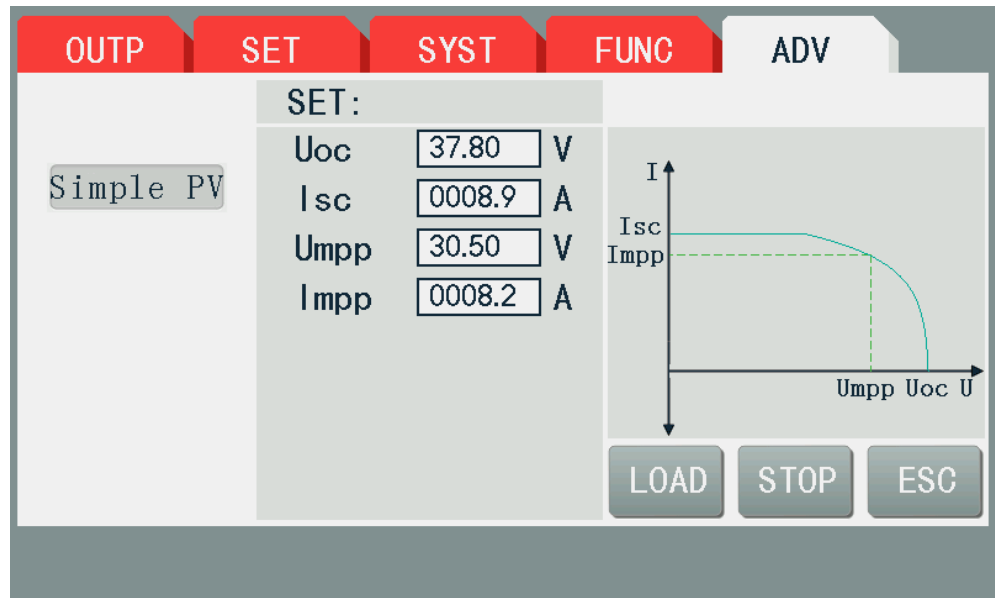 OUTP SET SYST FUNC ADV
SET:
Simple PV
Uoc 37.80 V
Isc 0008.9 A
Umpp 30.50 V
Impp 0008.2 A
I
Isc
Impp
Umpp Uoc U
LOAD STOP ESC